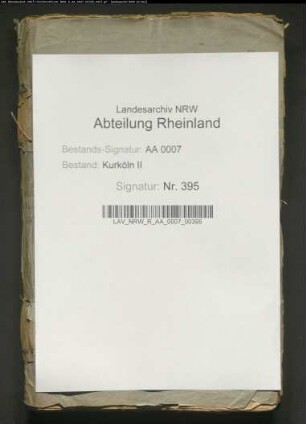 Landesarchiv NRW
Abteilung Rheinland
Bestands-Signatur: AA 0007
Bestand: Kurköln II
Signatur: Nr. 395
LAV_NRW_R_AA_0007_00395